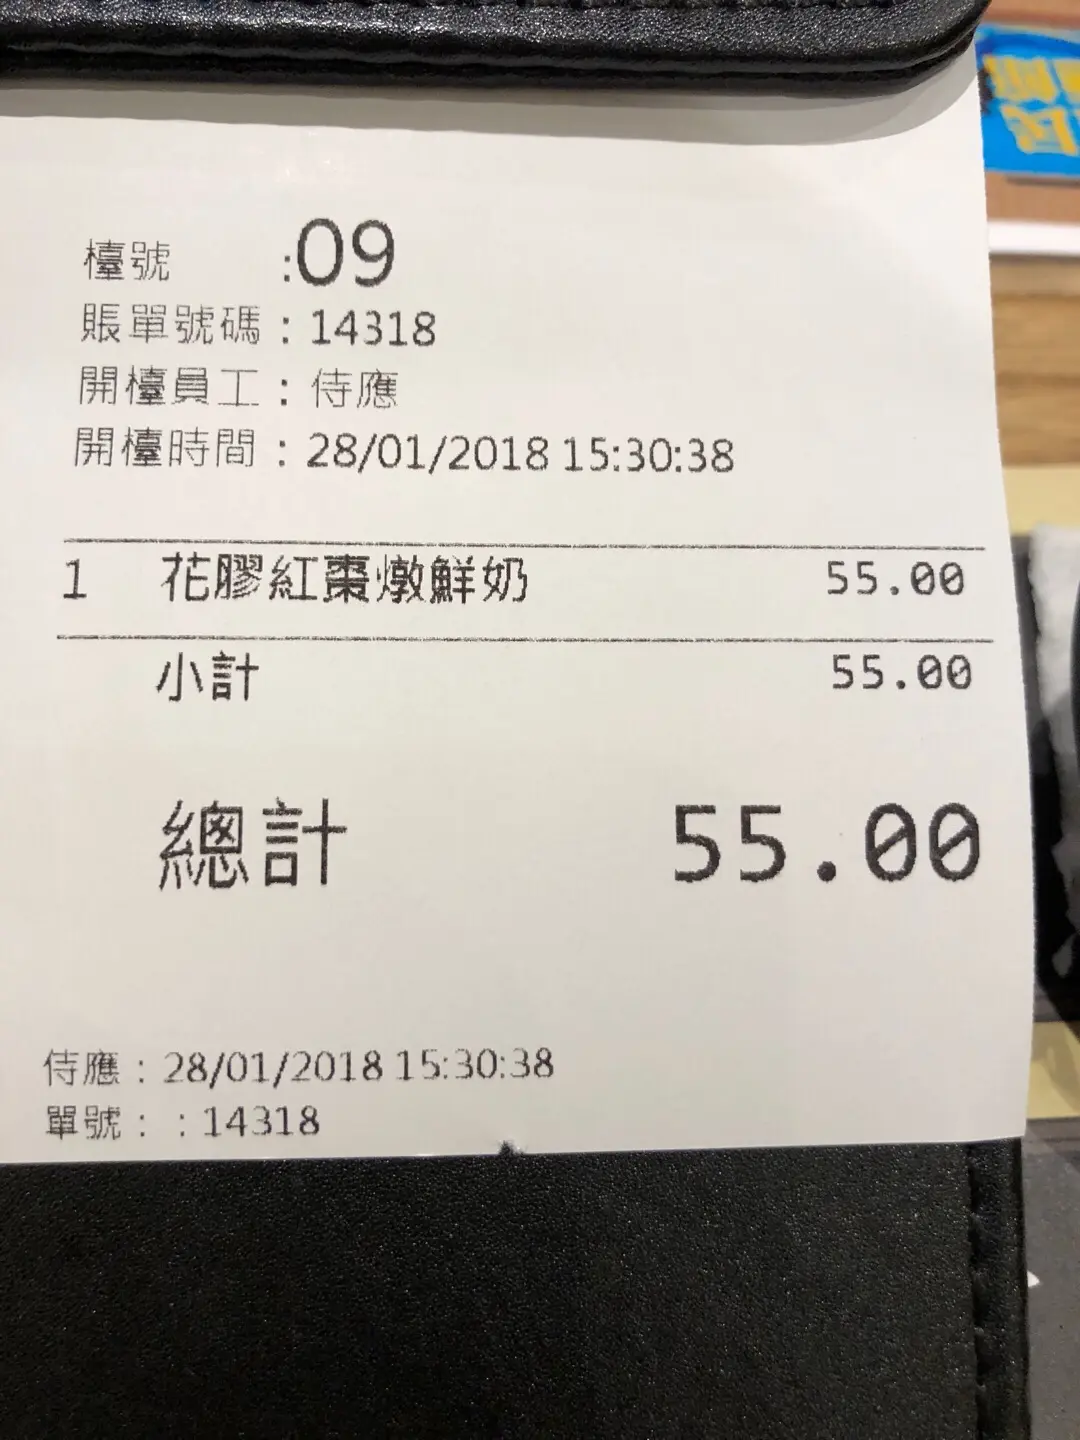 檯號 :09
賬單號碼：14318
開檯員工：侍應
開檯時間：28/01/2018 15:30:38
1 花膠紅棗燉鮮奶 55.00
小計 55.00
總計 55.00
侍應：28/01/2018 15:30:38
單號：：14318